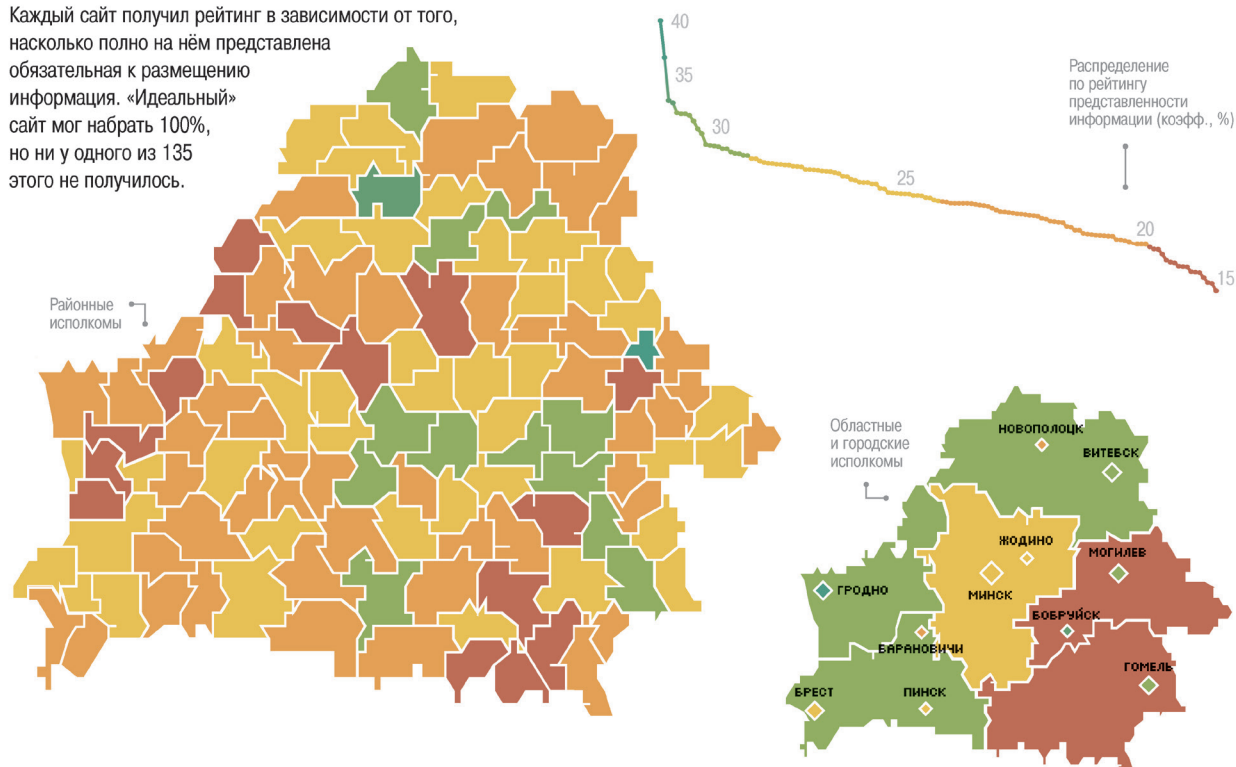 Каждый сайт получил рейтинг в зависимости от того,
насколько полно на нём представлена
обязательная к размещению
информация. «Идеальный»
сайт мог набрать 100%,
но ни у одного из 135
этого не получилось.
40
35
30
25
20
15
Распределение
по рейтингу
представленности
информации (коэфф., %)
Районные
исполкомы
Областные
и городские
исполкомы
НОВОПОЛОЦК
ВИТЕБСК
ЖОДИНО
МОГИЛЕВ
ГРОДНО
МИНСК
БОБРУЙСК
БАРАНОВИЧИ
ГОМЕЛЬ
БРЕСТ
ПИНСК